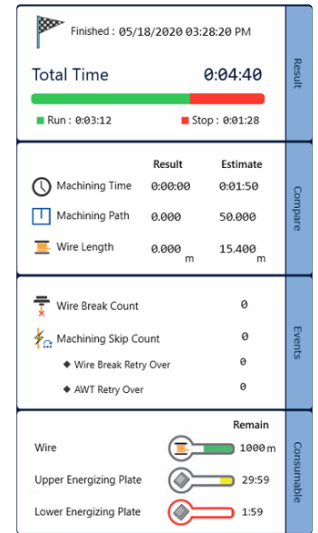 Finished : 05/18/2020 03:28:20 PM
Total Time 0:04:40
Run : 0:03:12 Stop : 0:01:28
Result
Result Estimate
Machining Time 0:00:00 0:01:50
Machining Path 0.000 50.000
Wire Length 0.000 m 15.400 m
Compare
Wire Break Count 0
Machining Skip Count 0
◆ Wire Break Retry Over 0
◆ AWT Retry Over 0
Events
Remain
Wire 1000 m
Upper Energizing Plate 29:59
Lower Energizing Plate 1:59
Consumable